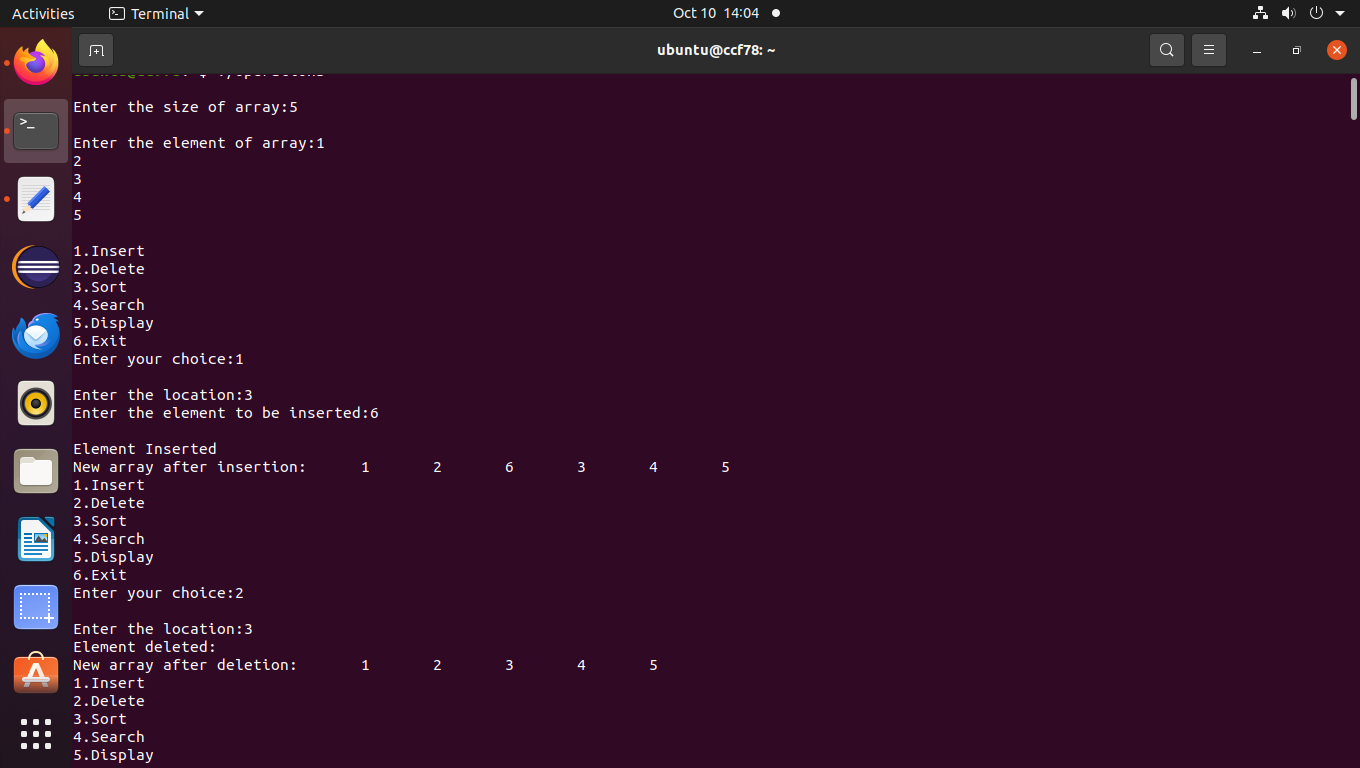 Activities
Terminal
Oct 10 14:04
ubuntu@ccf78: ~
Enter the size of array:5
Enter the element of array:1
2
3
4
5
1.Insert
2.Delete
3.Sort
4.Search
5.Display
6.Exit
Enter your choice:1
Enter the location:3
Enter the element to be inserted:6
Element Inserted
New array after insertion: 1 2 6 3 4 5
1.Insert
2.Delete
3.Sort
4.Search
5.Display
6.Exit
Enter your choice:2
Enter the location:3
Element deleted:
New array after deletion: 1 2 3 4 5
1.Insert
2.Delete
3.Sort
4.Search
5.Display